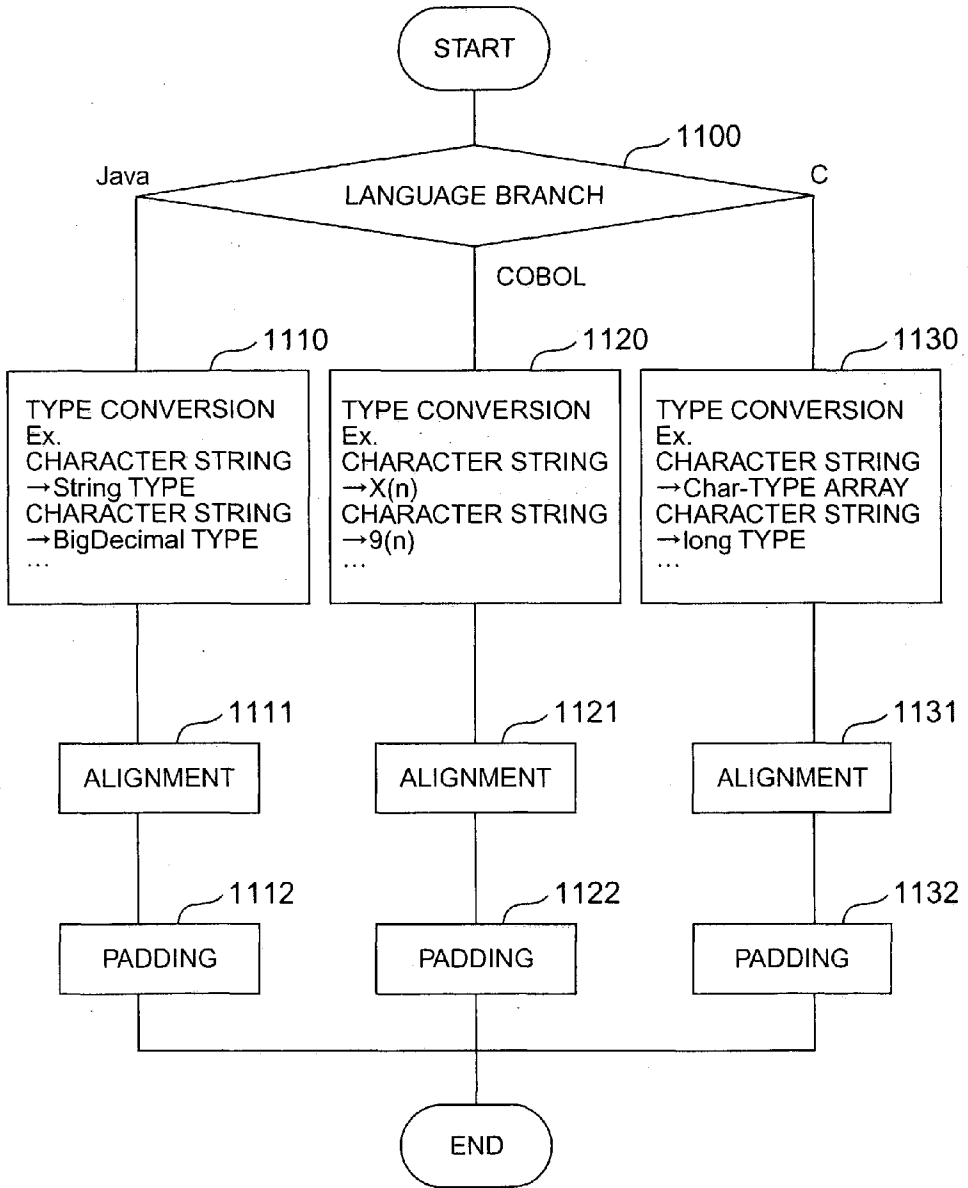 START
1100
Java
C
LANGUAGE BRANCH
COBOL
1110
TYPE CONVERSION
Ex.
CHARACTER STRING
→String TYPE
CHARACTER STRING
→BigDecimal TYPE
...
1120
TYPE CONVERSION
Ex.
CHARACTER STRING
→X(n)
CHARACTER STRING
→9(n)
...
1130
TYPE CONVERSION
Ex.
CHARACTER STRING
→Char-TYPE ARRAY
CHARACTER STRING
→long TYPE
...
1111
ALIGNMENT
1121
ALIGNMENT
1131
ALIGNMENT
1112
PADDING
1122
PADDING
1132
PADDING
END